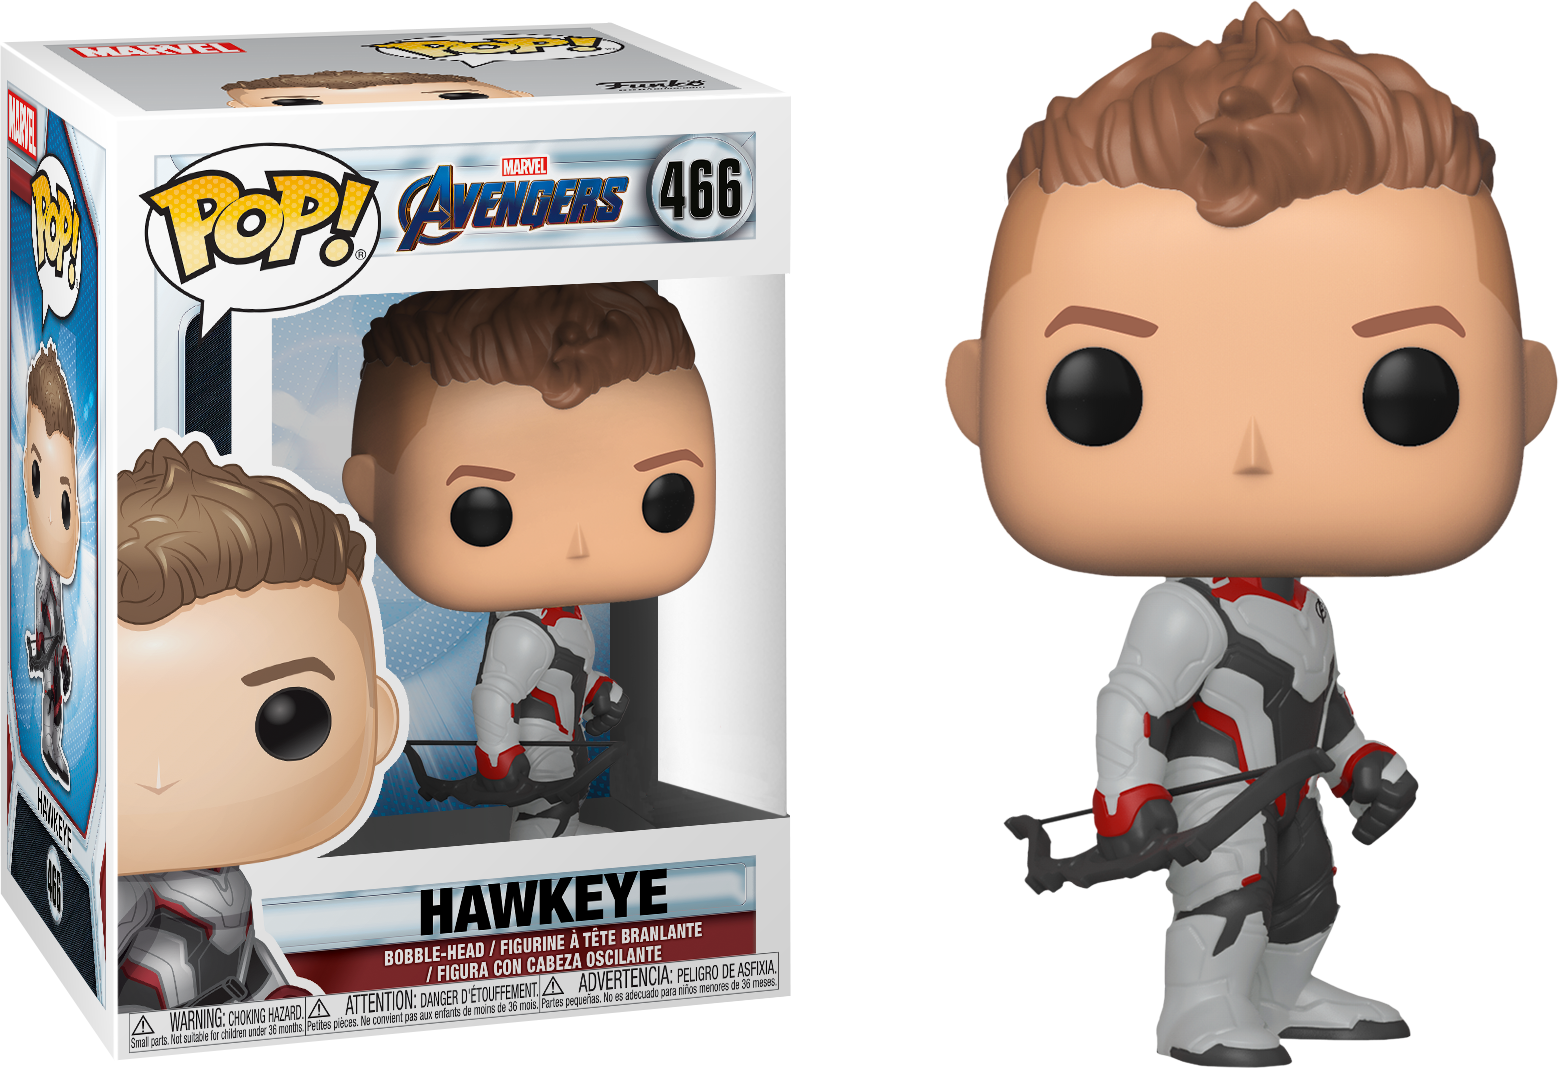 MARVEL
POP!
Funko
MARVEL
POP!
HAWKEYE
466
POP!
®
MARVEL
AVENGERS
466
HAWKEYE
BOBBLE-HEAD / FIGURINE À TÊTE BRANLANTE
/ FIGURA CON CABEZA OSCILANTE
WARNING: CHOKING HAZARD.
Small parts. Not suitable for children under 36 months.
ATTENTION: DANGER D'ÉTOUFFEMENT.
Petites pièces. Ne convient pas aux enfants de moins de 36 mois.
ADVERTENCIA: PELIGRO DE ASFIXIA.
Partes pequeñas. No es adecuado para niños menores de 36 meses.